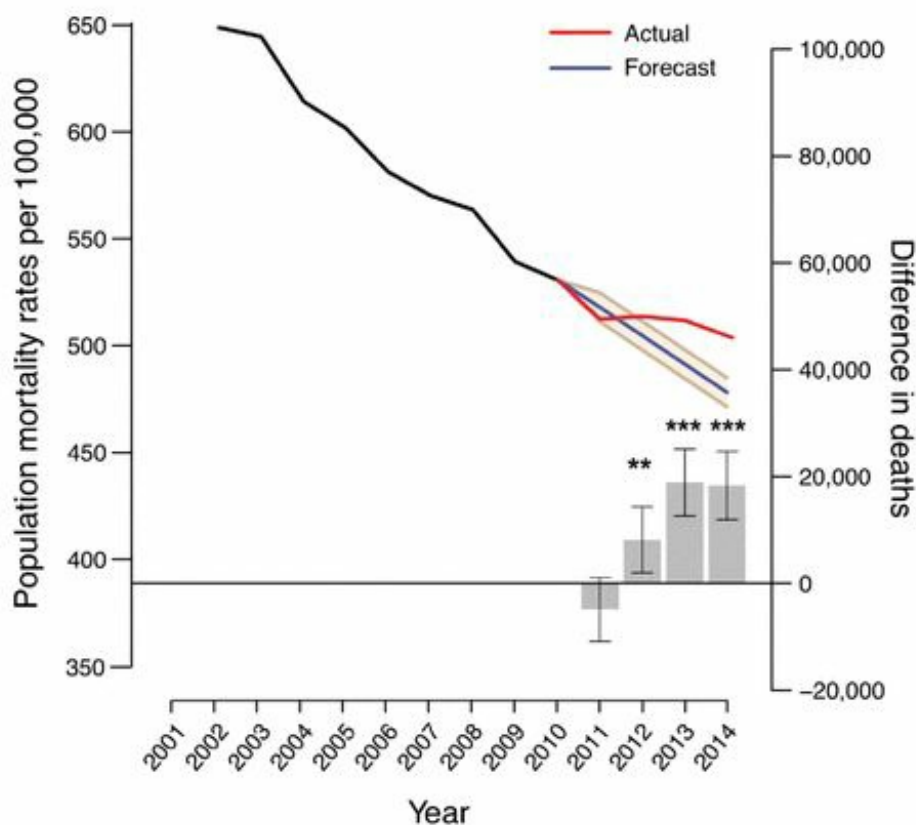 Actual
Forecast
Population mortality rates per 100,000
650
600
550
500
450
400
350
100,000
80,000
60,000
40,000
20,000
0
−20,000
Difference in deaths
** *** ***
2001 2002 2003 2004 2005 2006 2007 2008 2009 2010 2011 2012 2013 2014
Year